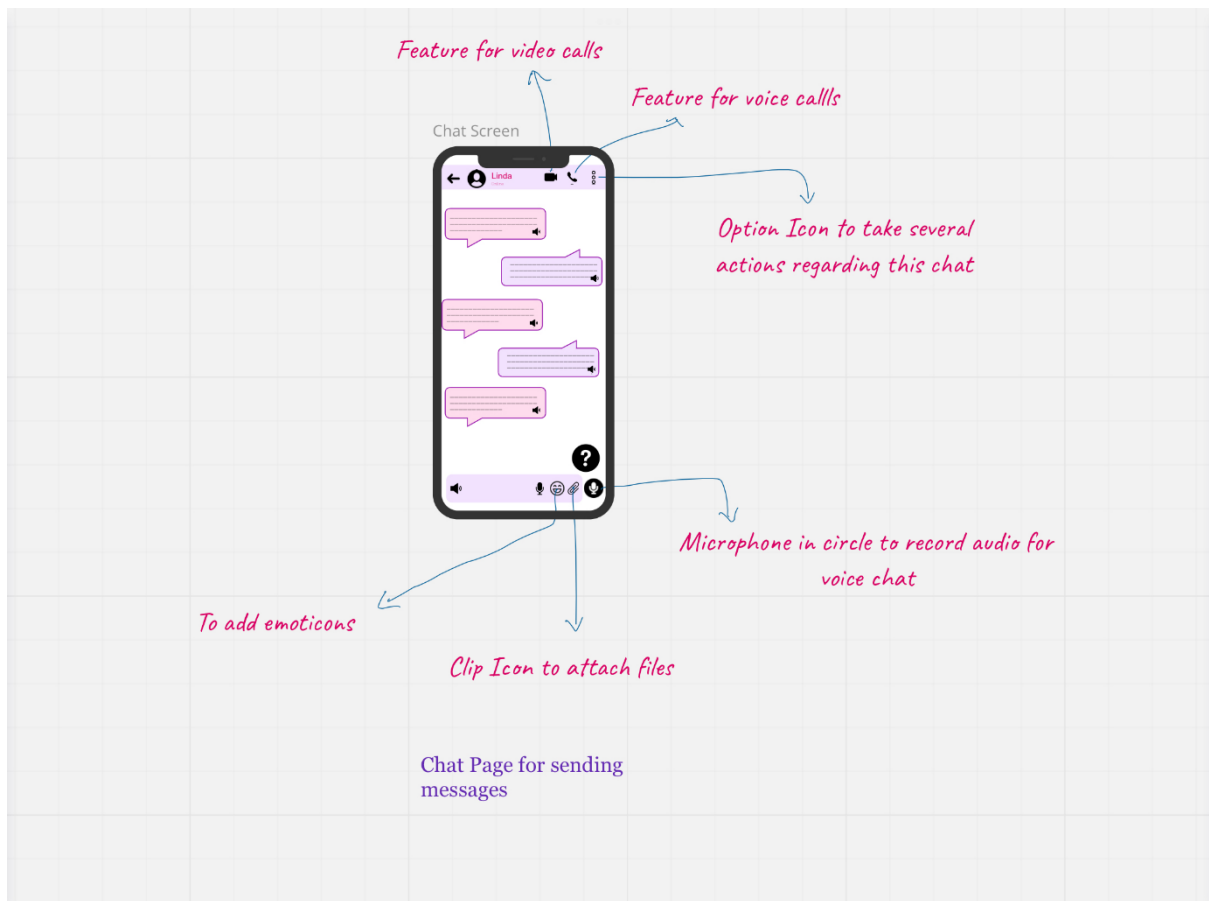 Feature for video calls
Feature for voice callls
Chat Screen
Linda
Option Icon to take several
actions regarding this chat
?
Microphone in circle to record audio for
voice chat
To add emoticons
Clip Icon to attach files
Chat Page for sending
messages